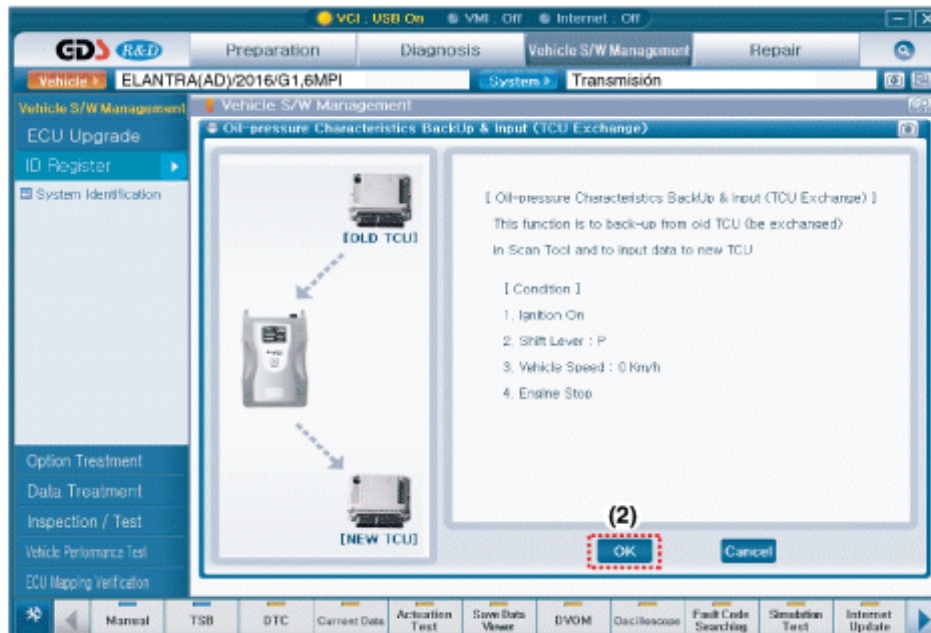 VCI : USB On VMI : Off Internet : Off
GDS R&D Preparation Diagnosis Vehicle S/W Management Repair
Vehicle ELANTRA(AD)/2016/G1,6MPI System Transmisión
Vehicle S/W Management
Vehicle S/W Management
ECU Upgrade
ID Register
System Identification
Oil-pressure Characteristics BackUp & Input (TCU Exchange)
[OLD TCU]
[NEW TCU]
[ Oil-pressure Characteristics BackUp & Input (TCU Exchange) ]
This function is to back-up from old TCU (be exchanged)
in Scan Tool and to input data to new TCU
[ Condition ]
1. Ignition On
2. Shift Lever : P
3. Vehicle Speed : 0 Km/h
4. Engine Stop
(2)
OK Cancel
Option Treatment
Data Treatment
Inspection / Test
Vehicle Performance Test
ECU Mapping Verification
Manual TSB DTC Current Data Actuation Test Save Data Viewer DVOM Oscilloscope Fault Code Searching Simulation Test Internet Update